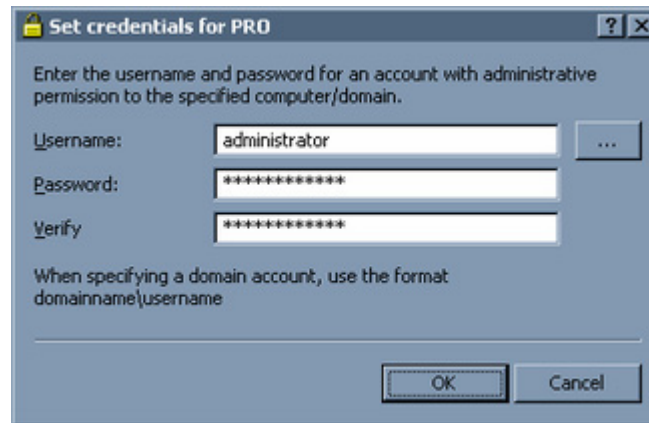 Set credentials for PRO
Enter the username and password for an account with administrative
permission to the specified computer/domain.
Username: administrator ...
Password: ************
Verify ************
When specifying a domain account, use the format
domainname\username
OK Cancel